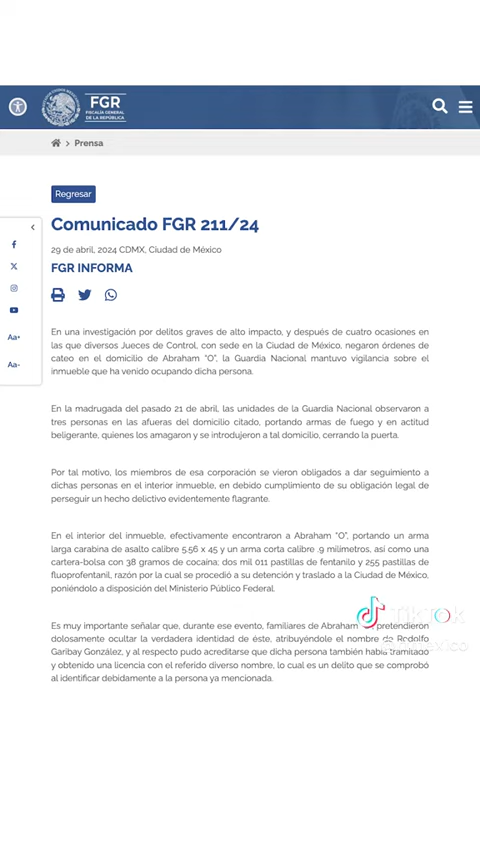 FGR
FISCALÍA GENERAL
DE LA REPÚBLICA
Prensa
Regresar
Comunicado FGR 211/24
29 de abril, 2024 CDMX, Ciudad de México
FGR INFORMA
Aa+
Aa-
En una investigación por delitos graves de alto impacto, y después de cuatro ocasiones en
las que diversos Jueces de Control, con sede en la Ciudad de México, negaron órdenes de
cateo en el domicilio de Abraham “O”, la Guardia Nacional mantuvo vigilancia sobre el
inmueble que ha venido ocupando dicha persona.
En la madrugada del pasado 21 de abril, las unidades de la Guardia Nacional observaron a
tres personas en las afueras del domicilio citado, portando armas de fuego y en actitud
beligerante, quienes los amagaron y se introdujeron a tal domicilio, cerrando la puerta.
Por tal motivo, los miembros de esa corporación se vieron obligados a dar seguimiento a
dichas personas en el interior inmueble, en debido cumplimiento de su obligación legal de
perseguir un hecho delictivo evidentemente flagrante.
En el interior del inmueble, efectivamente encontraron a Abraham “O”, portando un arma
larga carabina de asalto calibre 5.56 x 45 y un arma corta calibre .9 milímetros, así como una
cartera-bolsa con 38 gramos de cocaína; dos mil 011 pastillas de fentanilo y 255 pastillas de
fluoprofentanil, razón por la cual se procedió a su detención y traslado a la Ciudad de México,
poniéndolo a disposición del Ministerio Público Federal.
Es muy importante señalar que, durante ese evento, familiares de Abraham pretendieron
dolosamente ocultar la verdadera identidad de éste, atribuyéndole el nombre de Rodolfo
Garibay González, y al respecto pudo acreditarse que dicha persona también había tramitado
y obtenido una licencia con el referido diverso nombre, lo cual es un delito que se comprobó
al identificar debidamente a la persona ya mencionada.
TikTok